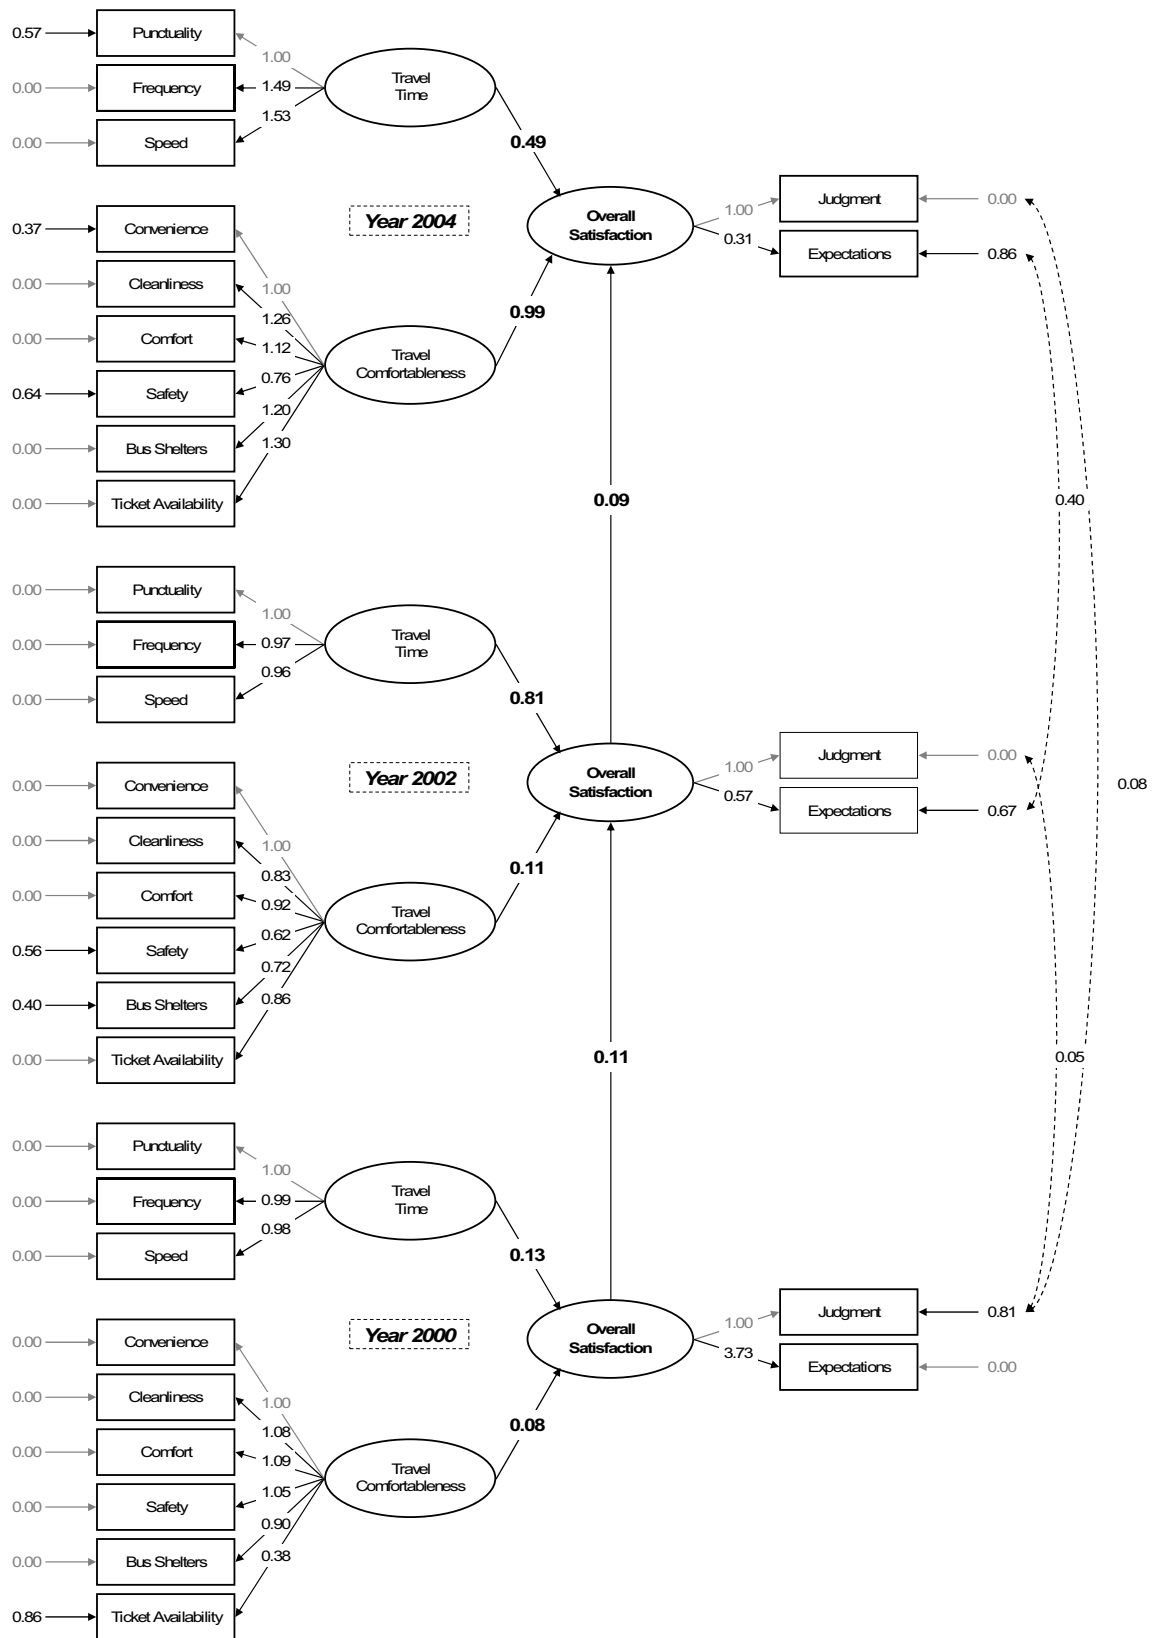 0.57
Punctuality
1.00
0.00
Frequency
1.49
Travel
Time
0.00
Speed
1.53
0.49
Year 2004
Overall
Satisfaction
1.00
Judgment
0.00
0.31
Expectations
0.86
0.37
Convenience
1.00
0.00
Cleanliness
1.26
0.99
0.00
Comfort
1.12
Travel
Comfortableness
0.64
Safety
0.76
0.00
Bus Shelters
1.20
0.00
Ticket Availability
1.30
0.09
0.40
0.00
Punctuality
1.00
0.00
Frequency
0.97
Travel
Time
0.00
Speed
0.96
0.81
Year 2002
Overall
Satisfaction
1.00
Judgment
0.00
0.57
Expectations
0.67
0.08
0.00
Convenience
1.00
0.00
Cleanliness
0.83
0.11
0.00
Comfort
0.92
Travel
Comfortableness
0.56
Safety
0.62
0.40
Bus Shelters
0.72
0.00
Ticket Availability
0.86
0.11
0.05
0.00
Punctuality
1.00
0.00
Frequency
0.99
Travel
Time
0.00
Speed
0.98
0.13
Year 2000
Overall
Satisfaction
1.00
Judgment
0.81
3.73
Expectations
0.00
0.00
Convenience
1.00
0.00
Cleanliness
1.08
0.08
0.00
Comfort
1.09
Travel
Comfortableness
0.00
Safety
1.05
0.00
Bus Shelters
0.90
0.86
Ticket Availability
0.38